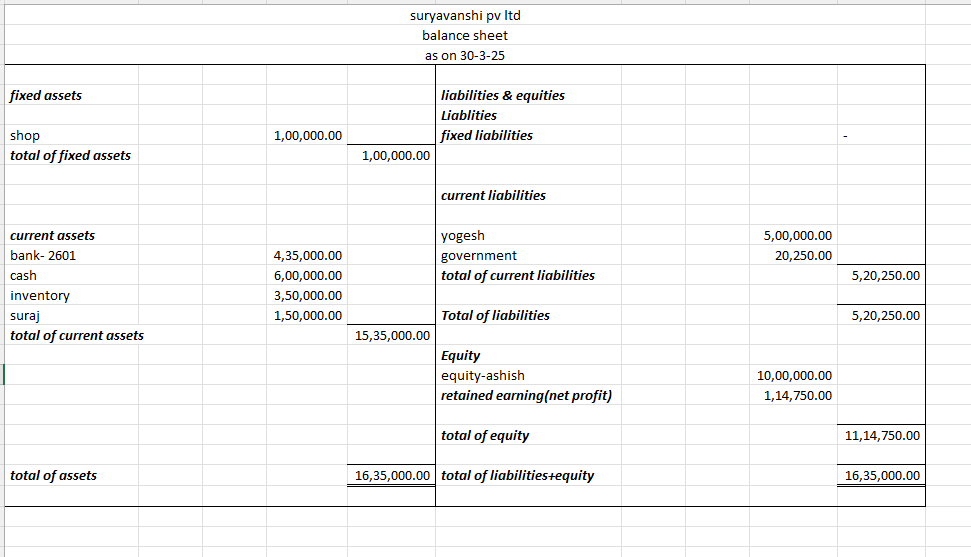 suryavanshi pv ltd
balance sheet
as on 30-3-25
fixed assets
shop 1,00,000.00
total of fixed assets 1,00,000.00
current assets
bank- 2601 4,35,000.00
cash 6,00,000.00
inventory 3,50,000.00
suraj 1,50,000.00
total of current assets 15,35,000.00
total of assets 16,35,000.00
liabilities & equities
Liablities
fixed liabilities -
current liabilities
yogesh 5,00,000.00
government 20,250.00
total of current liabilities 5,20,250.00
Total of liabilities 5,20,250.00
Equity
equity-ashish 10,00,000.00
retained earning(net profit) 1,14,750.00
total of equity 11,14,750.00
total of liabilities+equity 16,35,000.00